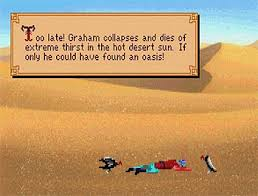 Too late! Graham collapses and dies of
extreme thirst in the hot desert sun. If
only he could have found an oasis!